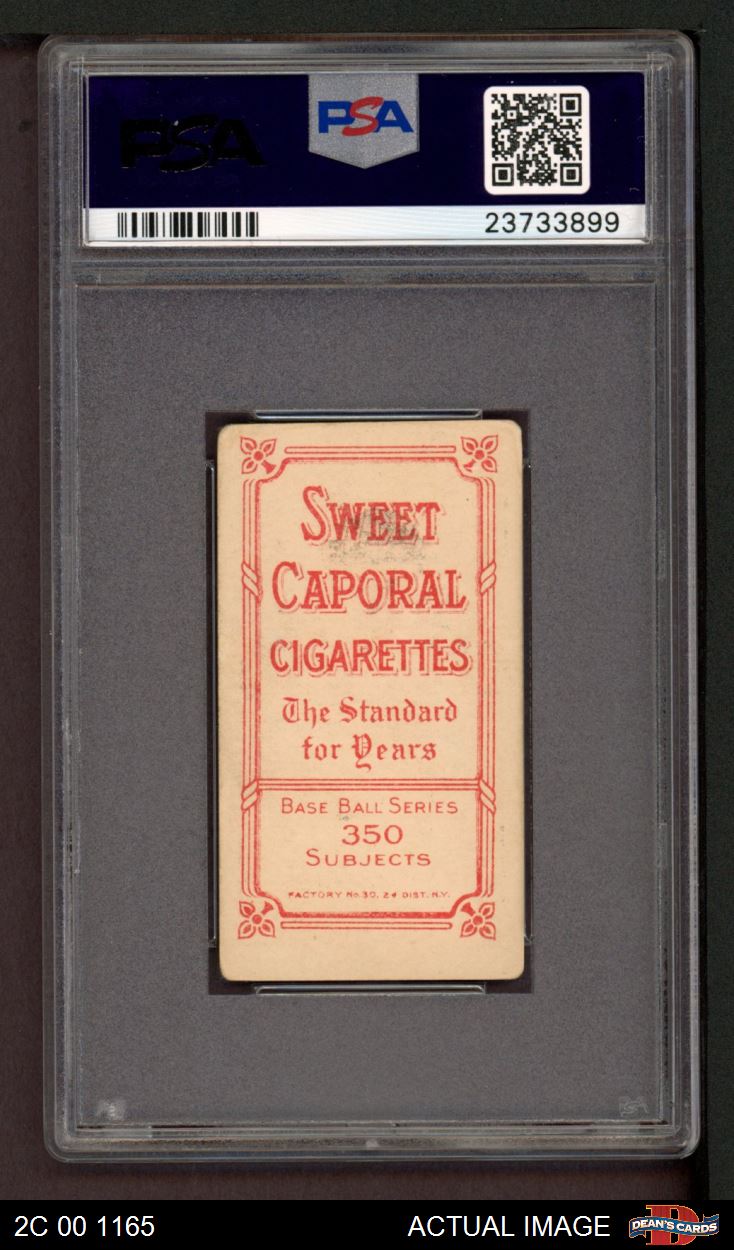 PSA
PSA
23733899
SWEET
CAPORAL
CIGARETTES
The Standard
for Years
BASE BALL SERIES
350
SUBJECTS
FACTORY No. 30, 2d DIST. N.Y.
2C 00 1165
ACTUAL IMAGE
DEAN'S CARDS